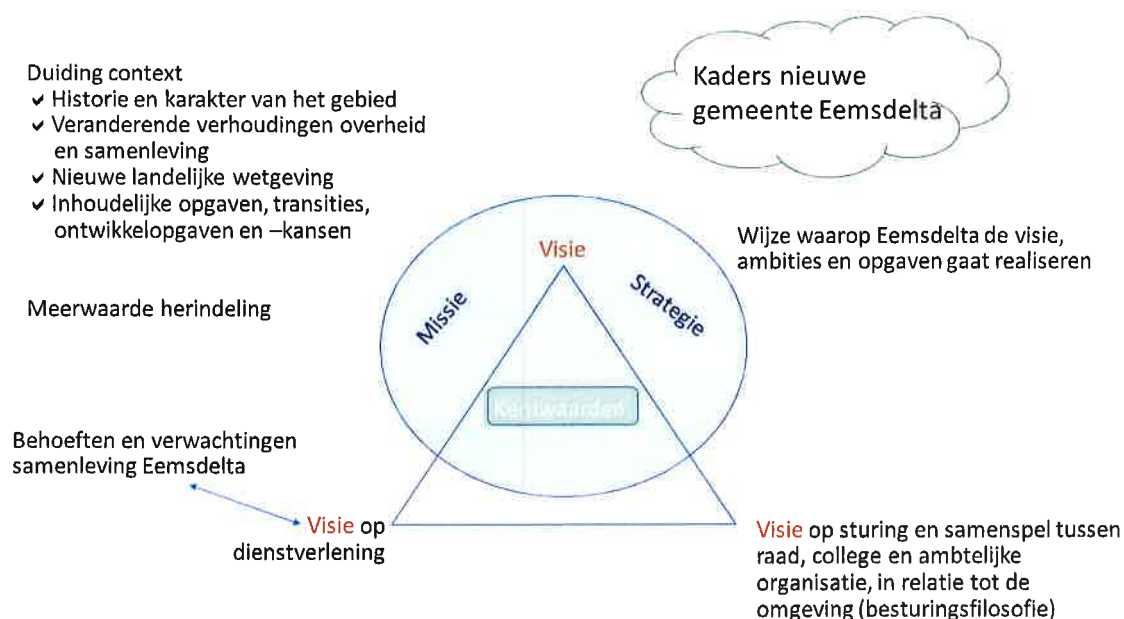 Duiding context
✓ Historie en karakter van het gebied
✓ Veranderende verhoudingen overheid
en samenleving
✓ Nieuwe landelijke wetgeving
✓ Inhoudelijke opgaven, transities,
ontwikkelopgaven en –kansen
Meerwaarde herindeling
Behoeften en verwachtingen
samenleving Eemsdelta
Kaders nieuwe
gemeente Eemsdelta
Visie
Missie
Strategie
Kernwaarden
Wijze waarop Eemsdelta de visie,
ambities en opgaven gaat realiseren
Visie op
dienstverlening
Visie op sturing en samenspel tussen
raad, college en ambtelijke
organisatie, in relatie tot de
omgeving (besturingsfilosofie)